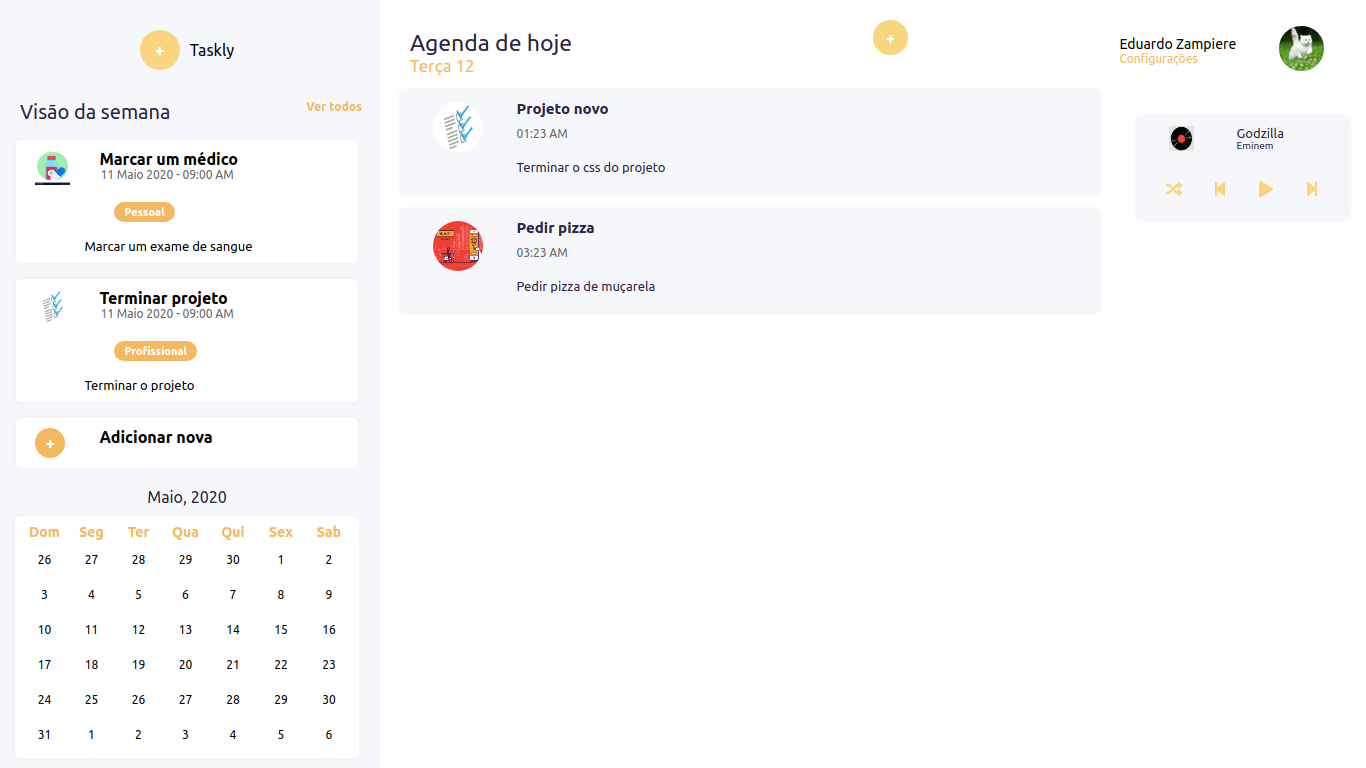 + Taskly
Visão da semana
Ver todos
Marcar um médico
11 Maio 2020 - 09:00 AM
Pessoal
Marcar um exame de sangue
Terminar projeto
11 Maio 2020 - 09:00 AM
Profissional
Terminar o projeto
+ Adicionar nova
Maio, 2020
Dom Seg Ter Qua Qui Sex Sab
26 27 28 29 30 1 2
3 4 5 6 7 8 9
10 11 12 13 14 15 16
17 18 19 20 21 22 23
24 25 26 27 28 29 30
31 1 2 3 4 5 6
Agenda de hoje
Terça 12
+
Projeto novo
01:23 AM
Terminar o css do projeto
Pedir pizza
03:23 AM
Pedir pizza de muçarela
Eduardo Zampiere
Configurações
Godzilla
Eminem